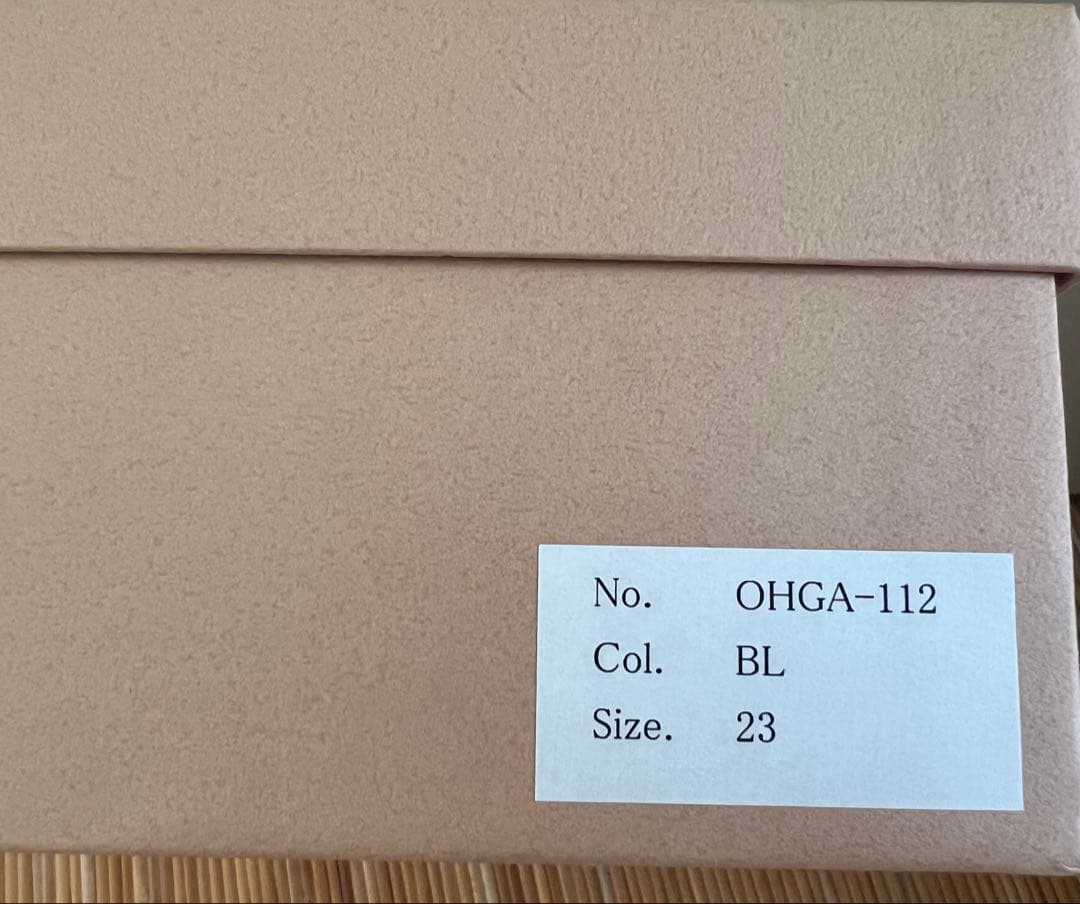 No. OHGA-112
Col. BL
Size. 23